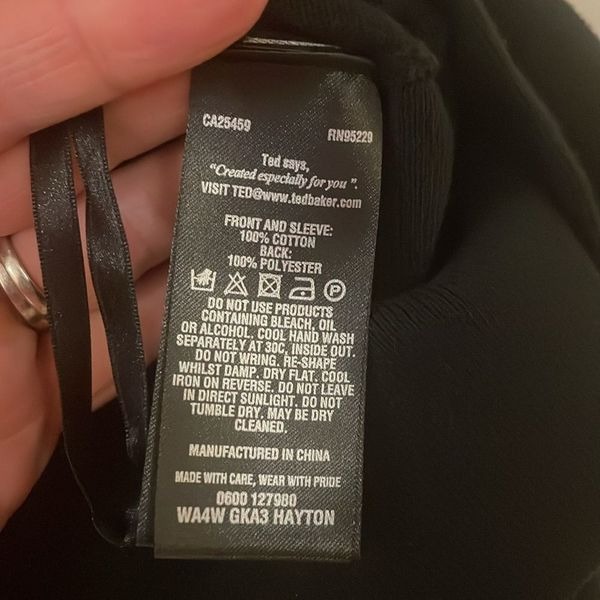 CA25459
RN95229
Ted says,
"Created especially for you".
VISIT TED@www.tedbaker.com
FRONT AND SLEEVE:
100% COTTON
BACK:
100% POLYESTER
P
DO NOT USE PRODUCTS
CONTAINING BLEACH, OIL
OR ALCOHOL. COOL HAND WASH
SEPARATELY AT 30C, INSIDE OUT.
DO NOT WRING. RE-SHAPE
WHILST DAMP. DRY FLAT. COOL
IRON ON REVERSE. DO NOT LEAVE
IN DIRECT SUNLIGHT. DO NOT
TUMBLE DRY. MAY BE DRY
CLEANED.
MANUFACTURED IN CHINA
MADE WITH CARE, WEAR WITH PRIDE
0600 127980
WA4W GKA3 HAYTON